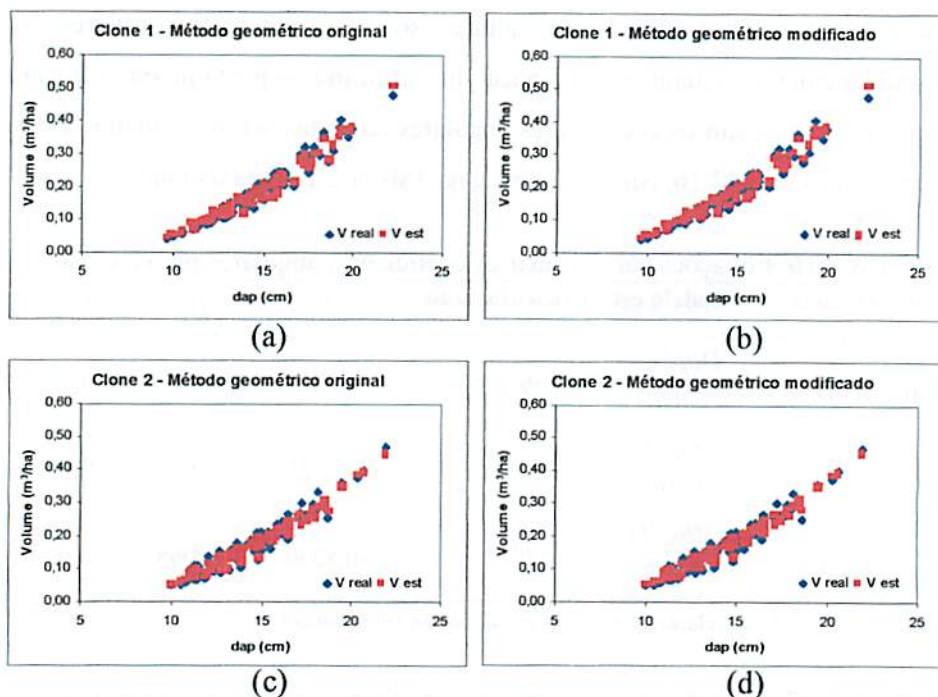 Clone 1 - Método geométrico original
Volume (m³/ha)
0,60
0,50
0,40
0,30
0,20
0,10
0,00
5
10
15
20
25
V real
V est
dap (cm)
(a)
Clone 1 - Método geométrico modificado
Volume (m³/ha)
0,60
0,50
0,40
0,30
0,20
0,10
0,00
5
10
15
20
25
V real
V est
dap (cm)
(b)
Clone 2 - Método geométrico original
Volume (m³/ha)
0,60
0,50
0,40
0,30
0,20
0,10
0,00
5
10
15
20
25
V real
V est
dap (cm)
(c)
Clone 2 - Método geométrico modificado
Volume (m³/ha)
0,60
0,50
0,40
0,30
0,20
0,10
0,00
5
10
15
20
25
V real
V est
dap (cm)
(d)